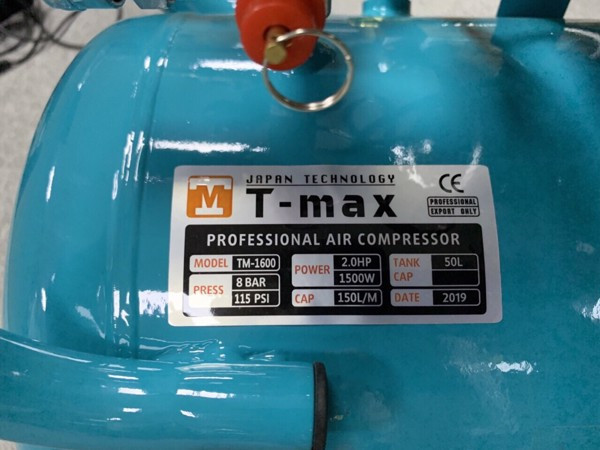 JAPAN TECHNOLOGY
M T-max
CE
PROFESSIONAL
EXPORT ONLY
PROFESSIONAL AIR COMPRESSOR
MODEL TM-1600
PRESS 8 BAR
115 PSI
POWER 2.0HP
1500W
CAP 150L/M
TANK CAP 50L
DATE 2019